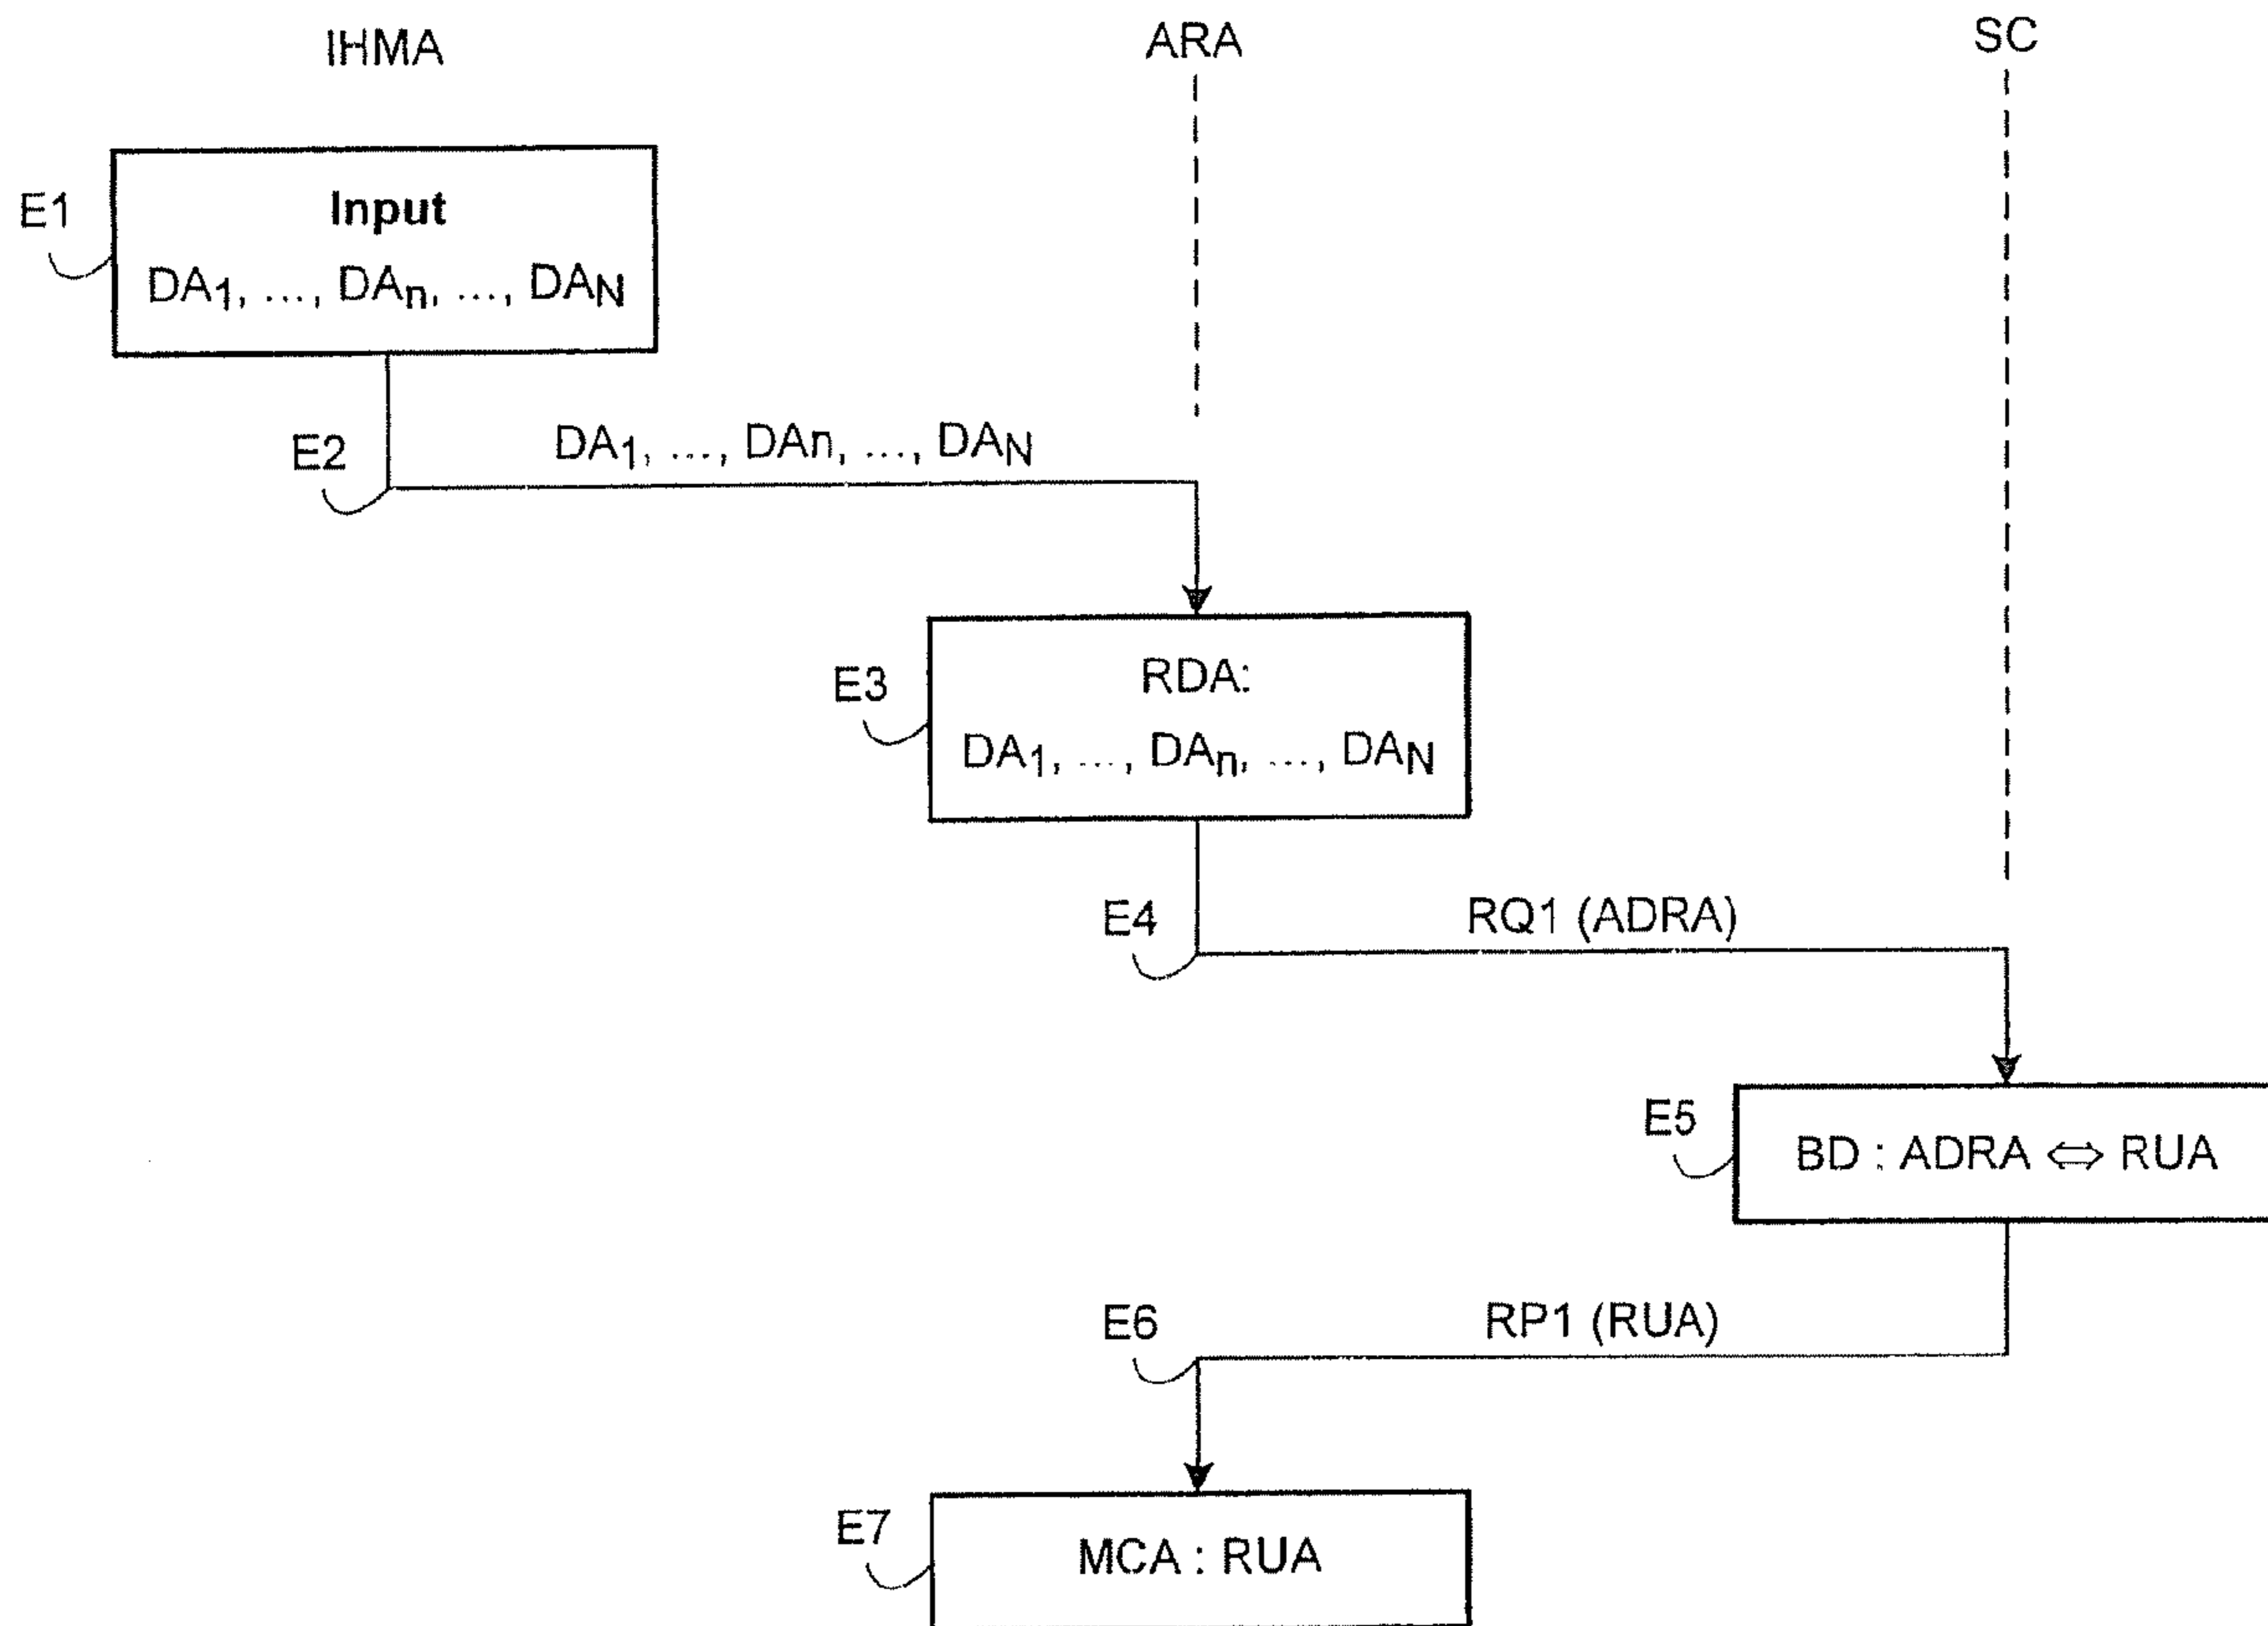 IHMA ARA SC
E1
Input
DA1, ..., DAn, ..., DAN
E2
DA1, ..., DAn, ..., DAN
E3
RDA:
DA1, ..., DAn, ..., DAN
E4
RQ1 (ADRA)
E5
BD : ADRA ⇔ RUA
E6
RP1 (RUA)
E7
MCA : RUA